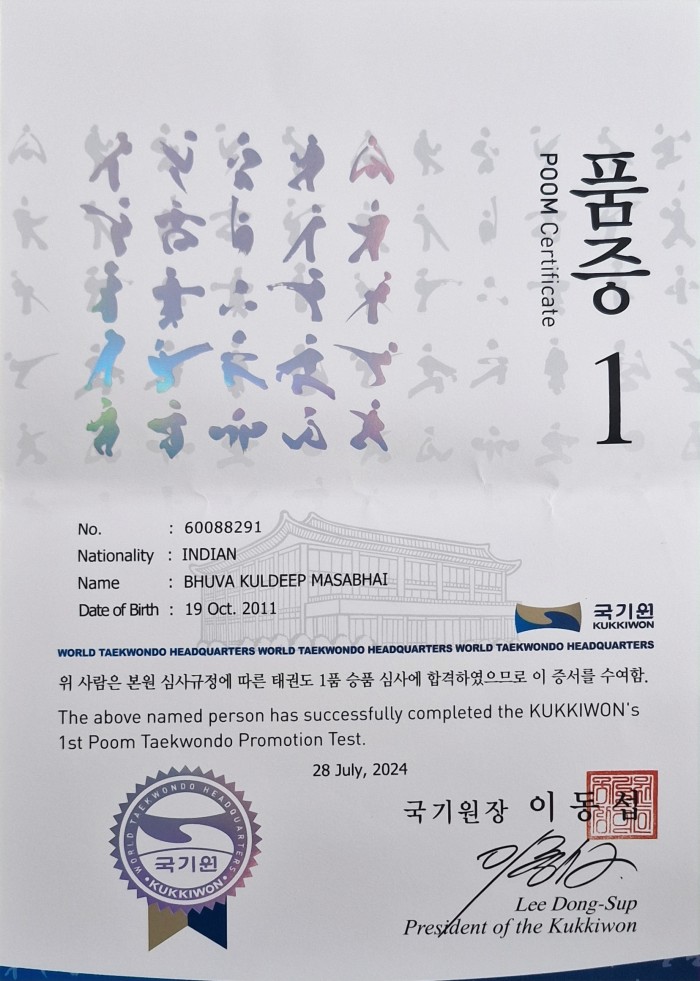 품증 1
POOM Certificate
No. : 60088291
Nationality : INDIAN
Name : BHUVA KULDEEP MASABHAI
Date of Birth : 19 Oct. 2011
국기원
KUKKIWON
WORLD TAEKWONDO HEADQUARTERS WORLD TAEKWONDO HEADQUARTERS WORLD TAEKWONDO HEADQUARTERS
위 사람은 본원 심사규정에 따른 태권도 1품 승품 심사에 합격하였으므로 이 증서를 수여함.
The above named person has successfully completed the KUKKIWON's
1st Poom Taekwondo Promotion Test.
28 July, 2024
국기원장 이동섭
WORLD TAEKWONDO HEADQUARTERS
국기원
• KUKKIWON •
Lee Dong-Sup
President of the Kukkiwon